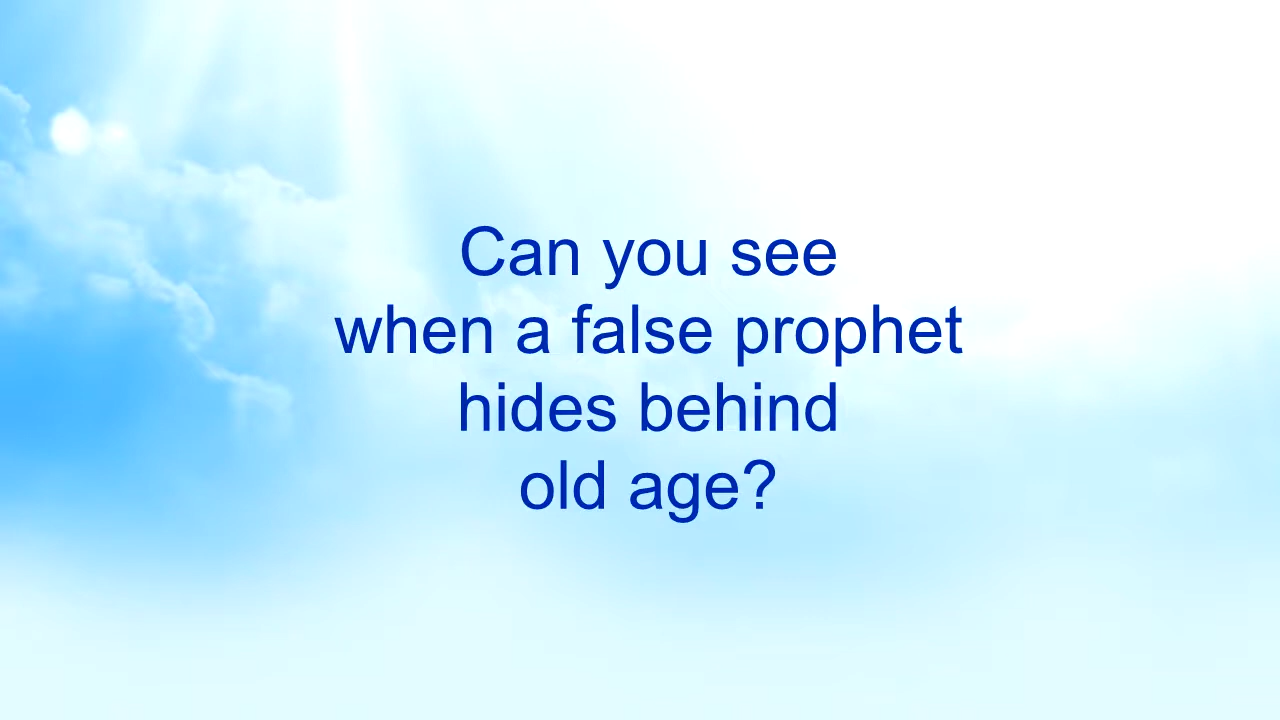 Can you see
when a false prophet
hides behind
old age?